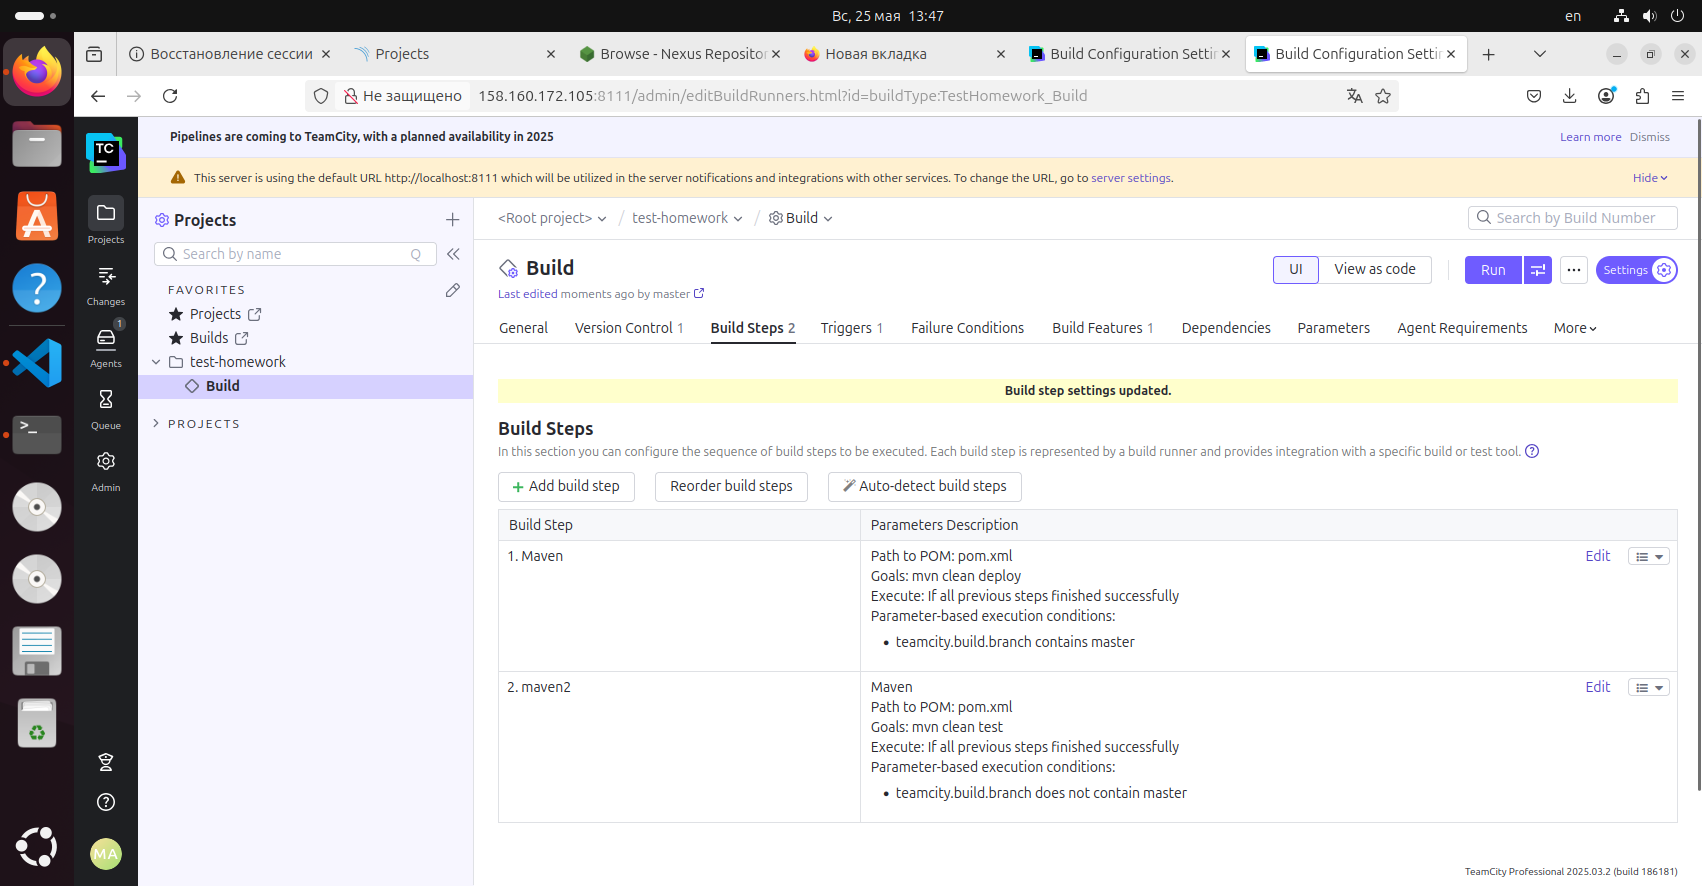 Вс, 25 мая 13:47
en
Восстановление сессии
Projects
Browse - Nexus Repositor
Новая вкладка
Build Configuration Settin
Build Configuration Settin
Не защищено
158.160.172.105:8111/admin/editBuildRunners.html?id=buildType:TestHomework_Build
TC
Projects
Changes
1
Agents
Queue
Admin
MA
Pipelines are coming to TeamCity, with a planned availability in 2025
Learn more
Dismiss
This server is using the default URL http://localhost:8111 which will be utilized in the server notifications and integrations with other services. To change the URL, go to server settings.
Hide
Projects
Search by name
Q
FAVORITES
Projects
Builds
test-homework
Build
PROJECTS
<Root project> / test-homework / Build
Search by Build Number
Build
UI
View as code
Run
Settings
Last edited moments ago by master
General
Version Control 1
Build Steps 2
Triggers 1
Failure Conditions
Build Features 1
Dependencies
Parameters
Agent Requirements
More
Build step settings updated.
Build Steps
In this section you can configure the sequence of build steps to be executed. Each build step is represented by a build runner and provides integration with a specific build or test tool.
Add build step
Reorder build steps
Auto-detect build steps
Build Step
Parameters Description
1. Maven
Path to POM: pom.xml
Edit
Goals: mvn clean deploy
Execute: If all previous steps finished successfully
Parameter-based execution conditions:
• teamcity.build.branch contains master
2. maven2
Maven
Edit
Path to POM: pom.xml
Goals: mvn clean test
Execute: If all previous steps finished successfully
Parameter-based execution conditions:
• teamcity.build.branch does not contain master
TeamCity Professional 2025.03.2 (build 186181)